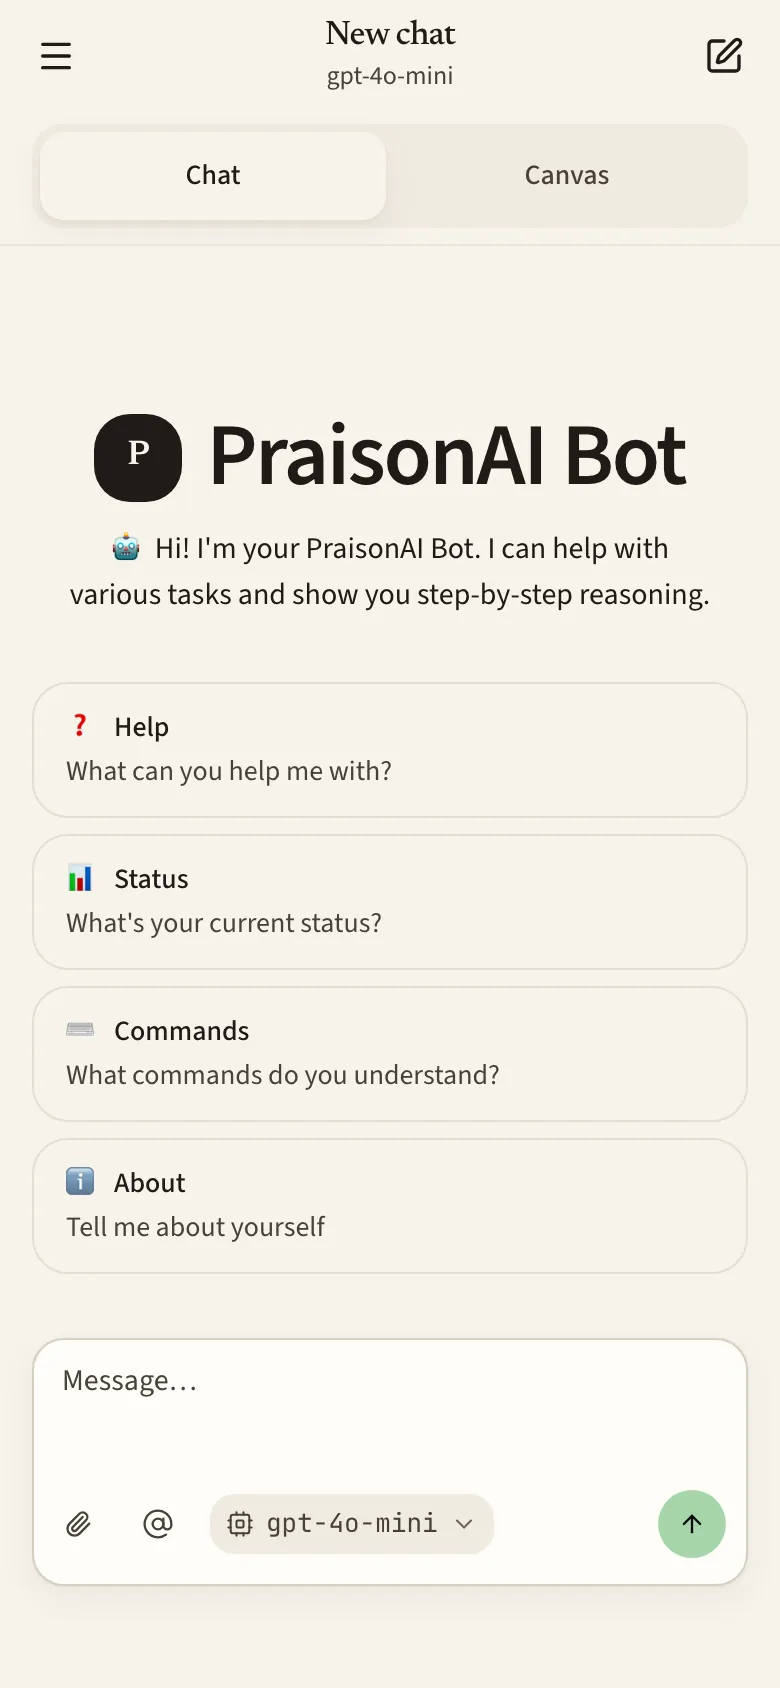 New chat
gpt-4o-mini
Chat
Canvas
P
PraisonAI Bot
🤖 Hi! I'm your PraisonAI Bot. I can help with
various tasks and show you step-by-step reasoning.
❓ Help
What can you help me with?
📊 Status
What's your current status?
⌨️ Commands
What commands do you understand?
ℹ️ About
Tell me about yourself
Message…
gpt-4o-mini